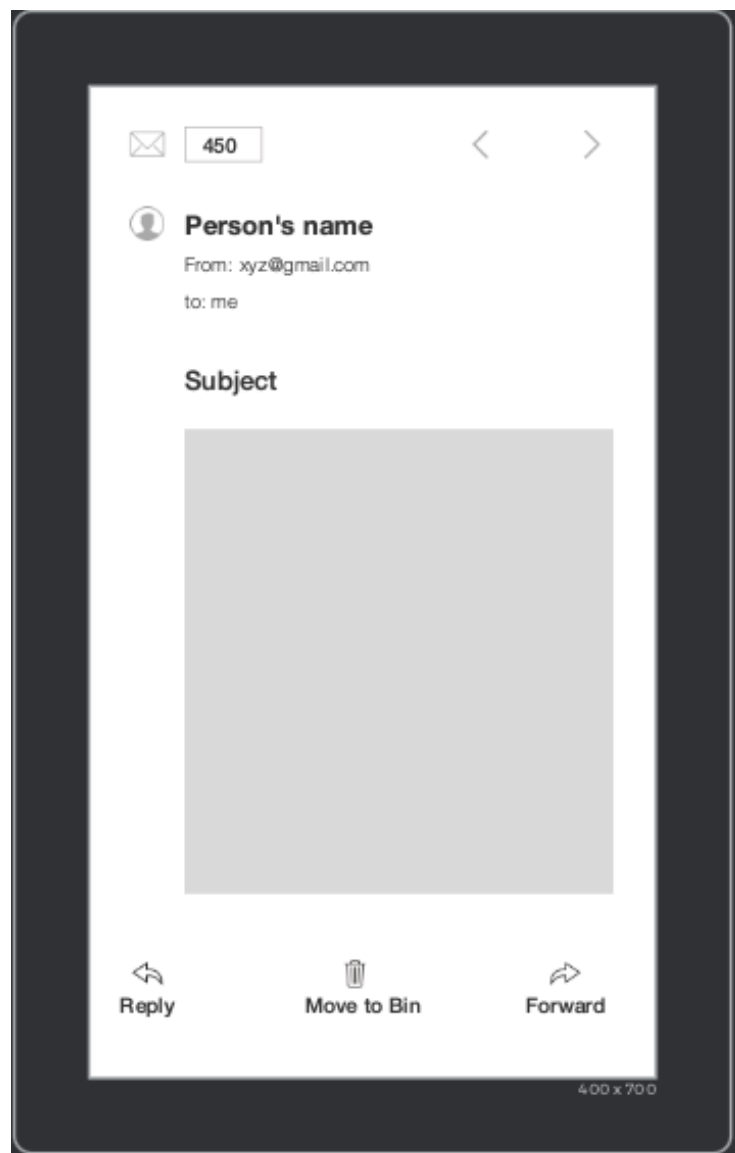 450
Person's name
From: xyz@gmail.com
to: me
Subject
Reply
Move to Bin
Forward
400 x 700